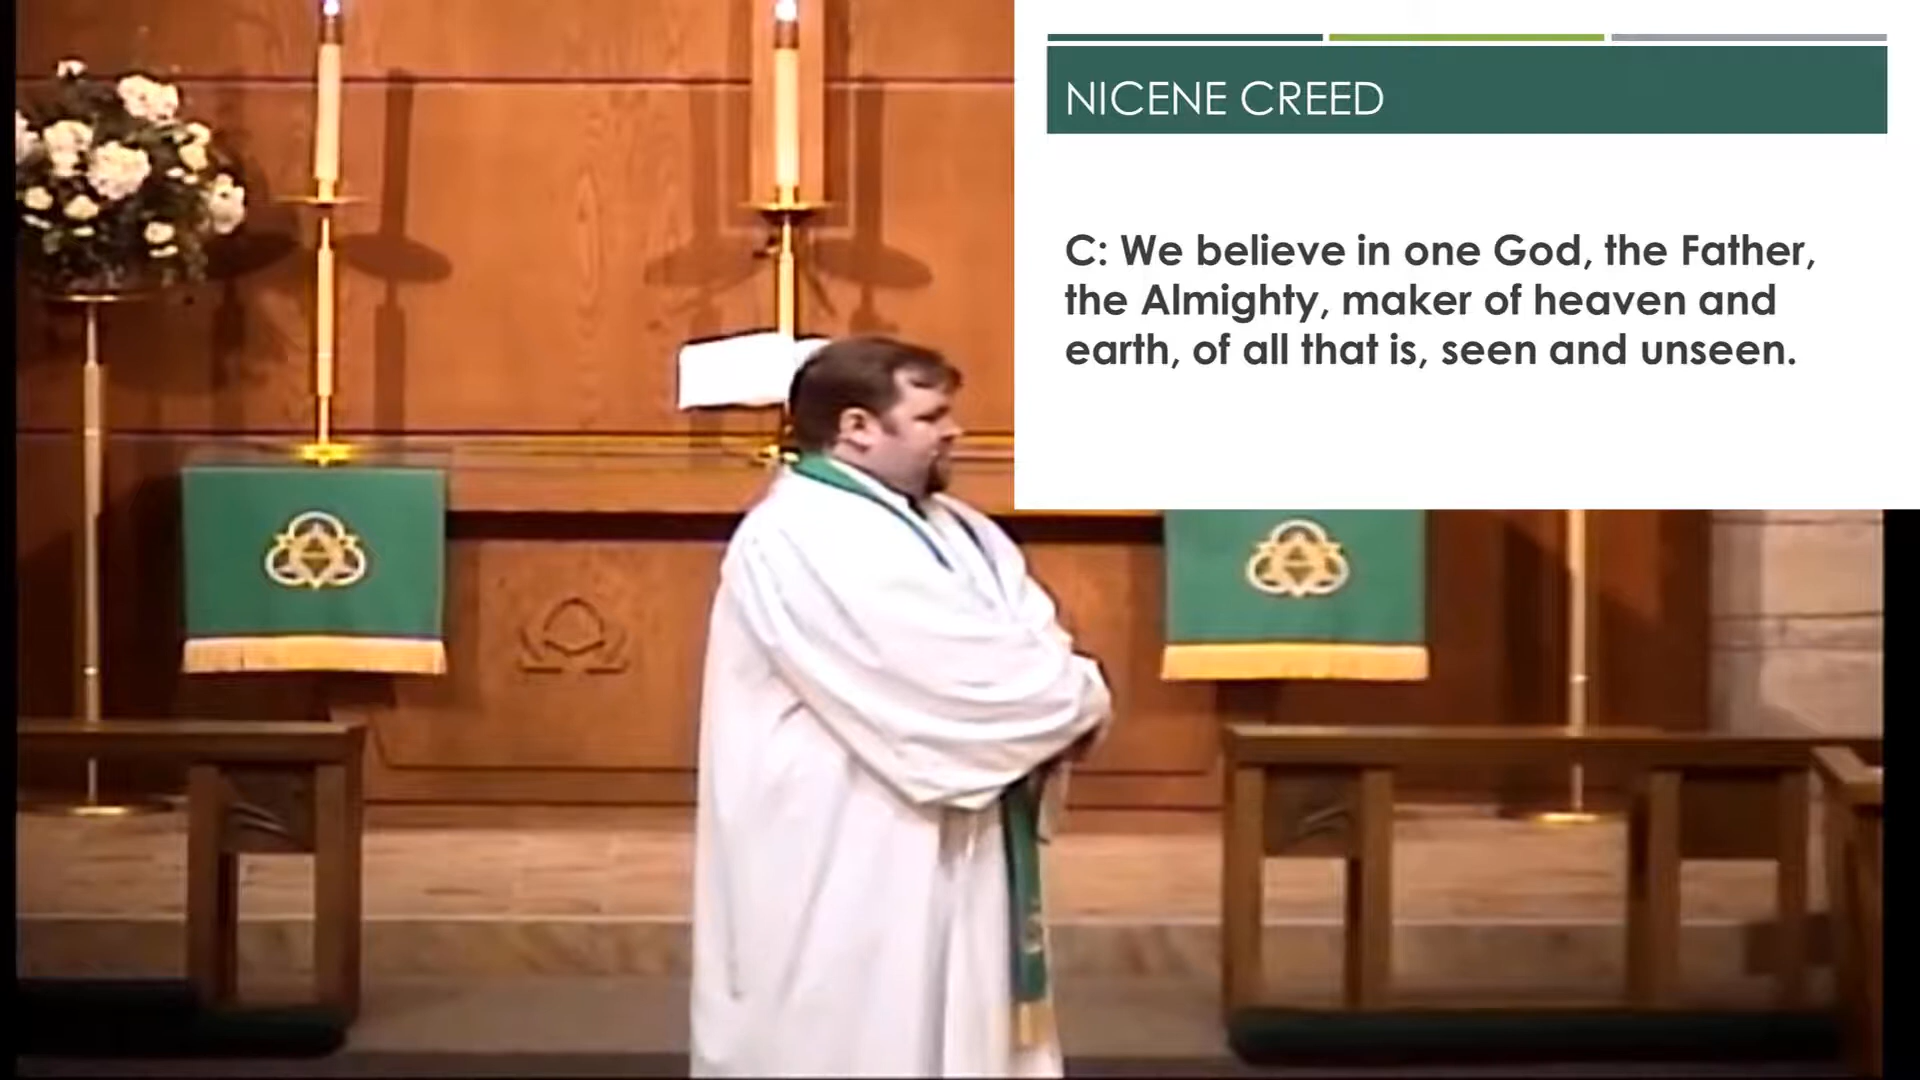 NICENE CREED
C: We believe in one God, the Father,
the Almighty, maker of heaven and
earth, of all that is, seen and unseen.